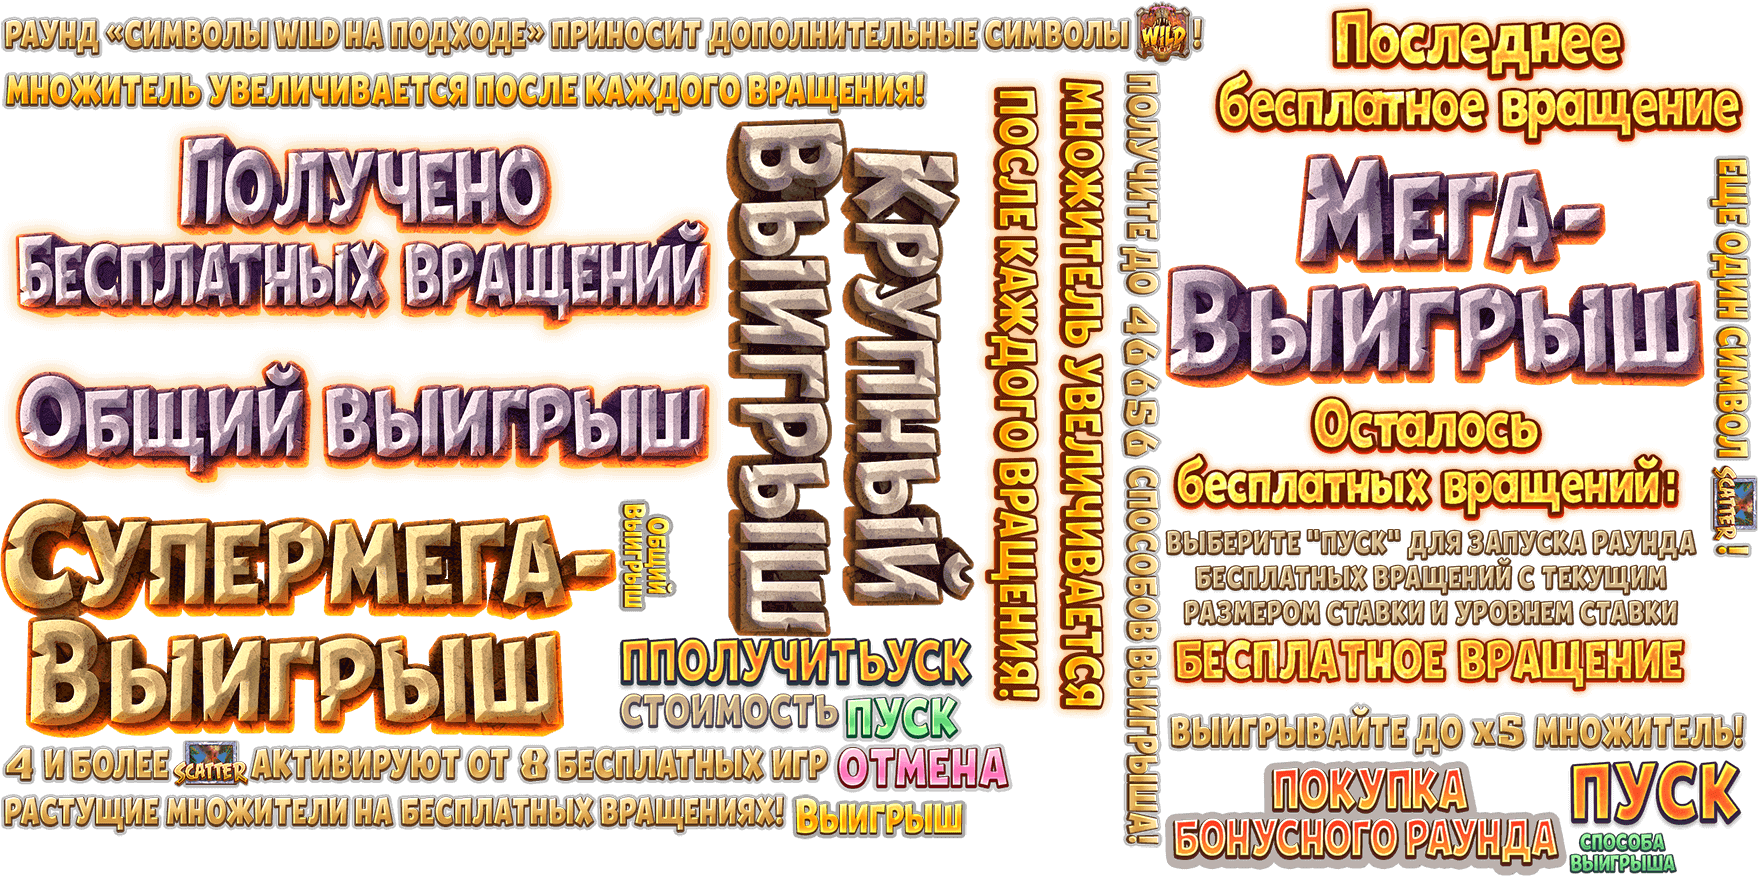 РАУНД «СИМВОЛЫ WILD НА ПОДХОДЕ» ПРИНОСИТ ДОПОЛНИТЕЛЬНЫЕ СИМВОЛЫ WILD!
МНОЖИТЕЛЬ УВЕЛИЧИВАЕТСЯ ПОСЛЕ КАЖДОГО ВРАЩЕНИЯ!
ПОЛУЧЕНО
БЕСПЛАТНЫХ ВРАЩЕНИЙ
ОБЩИЙ ВЫИГРЫШ
СУПЕРМЕГА-
ВЫИГРЫШ
ОБЩИЙ
ВЫИГРЫШ
КРУПНЫЙ
ВЫИГРЫШ
ППОЛУЧИТЬУСК
СТОИМОСТЬ
ПУСК
4 И БОЛЕЕ SCATTER АКТИВИРУЮТ ОТ 8 БЕСПЛАТНЫХ ИГР
ОТМЕНА
РАСТУЩИЕ МНОЖИТЕЛИ НА БЕСПЛАТНЫХ ВРАЩЕНИЯХ!
ВЫИГРЫШ
МНОЖИТЕЛЬ УВЕЛИЧИВАЕТСЯ
ПОСЛЕ КАЖДОГО ВРАЩЕНИЯ!
ПОЛУЧИТЕ ДО 46656 СПОСОБОВ ВЫИГРЫША!
Последнее
бесплатное вращение
МЕГА-
ВЫИГРЫШ
Осталось
бесплатных вращений:
ЕЩЕ ОДИН СИМВОЛ SCATTER!
ВЫБЕРИТЕ "ПУСК" ДЛЯ ЗАПУСКА РАУНДА
БЕСПЛАТНЫХ ВРАЩЕНИЙ С ТЕКУЩИМ
РАЗМЕРОМ СТАВКИ И УРОВНЕМ СТАВКИ
БЕСПЛАТНОЕ ВРАЩЕНИЕ
ВЫИГРЫВАЙТЕ ДО x5 МНОЖИТЕЛЬ!
ПОКУПКА
БОНУСНОГО РАУНДА
ПУСК
СПОСОБА
ВЫИГРЫША